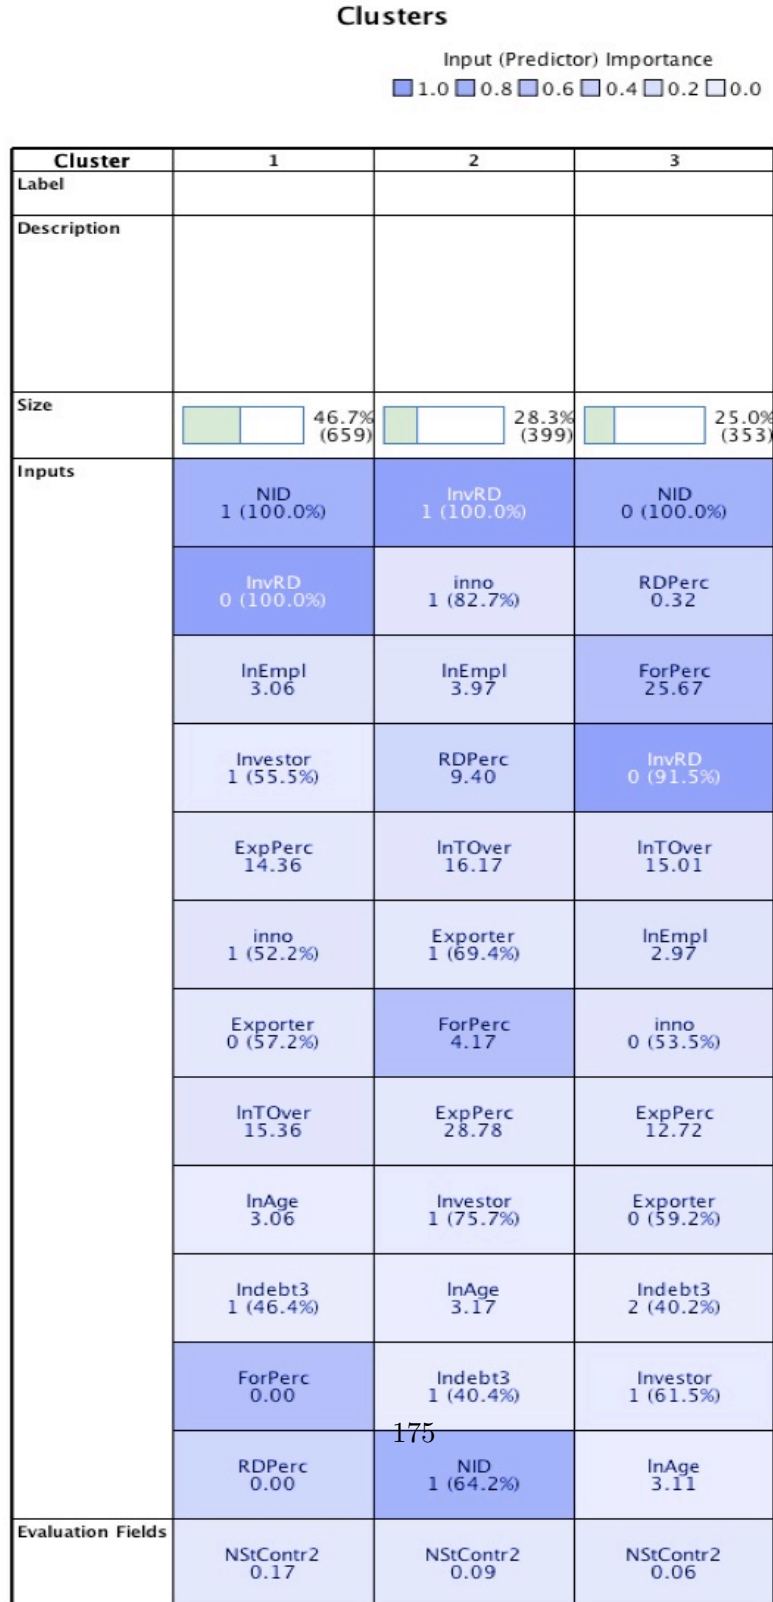 Clusters
Input (Predictor) Importance
1.0 0.8 0.6 0.4 0.2 0.0
Cluster 1 2 3
Label
Description
Size 46.7% 28.3% 25.0%
(659) (399) (353)
Inputs
NID InvRD NID
1 (100.0%) 1 (100.0%) 0 (100.0%)
InvRD inno RDPerc
0 (100.0%) 1 (82.7%) 0.32
lnEmpl lnEmpl ForPerc
3.06 3.97 25.67
Investor RDPerc InvRD
1 (55.5%) 9.40 0 (91.5%)
ExpPerc lnTOver lnTOver
14.36 16.17 15.01
inno Exporter lnEmpl
1 (52.2%) 1 (69.4%) 2.97
Exporter ForPerc inno
0 (57.2%) 4.17 0 (53.5%)
lnTOver ExpPerc ExpPerc
15.36 28.78 12.72
lnAge Investor Exporter
3.06 1 (75.7%) 0 (59.2%)
Indebt3 lnAge Indebt3
1 (46.4%) 3.17 2 (40.2%)
ForPerc Indebt3 Investor
0.00 1 (40.4%) 1 (61.5%)
175
RDPerc NID lnAge
0.00 1 (64.2%) 3.11
Evaluation Fields
NStContr2 NStContr2 NStContr2
0.17 0.09 0.06